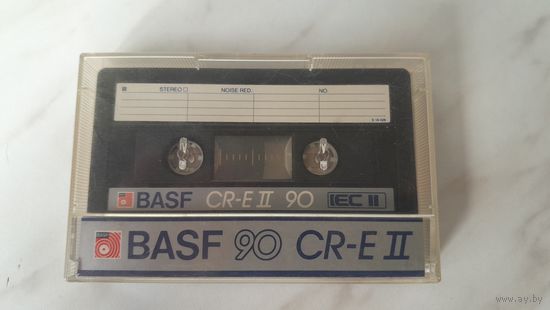 STEREO NOISE RED. NO.
BASF CR-E II 90 IEC II
BASF 90 CR-E II
www.ay.by